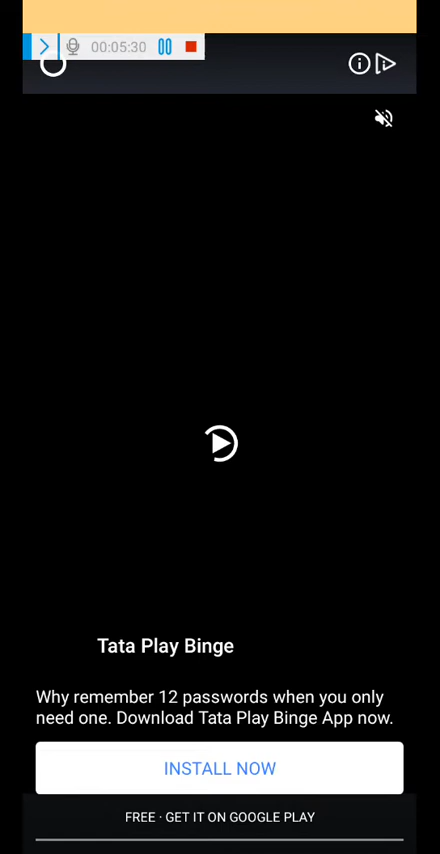 00:05:30
Tata Play Binge
Why remember 12 passwords when you only
need one. Download Tata Play Binge App now.
INSTALL NOW
FREE · GET IT ON GOOGLE PLAY